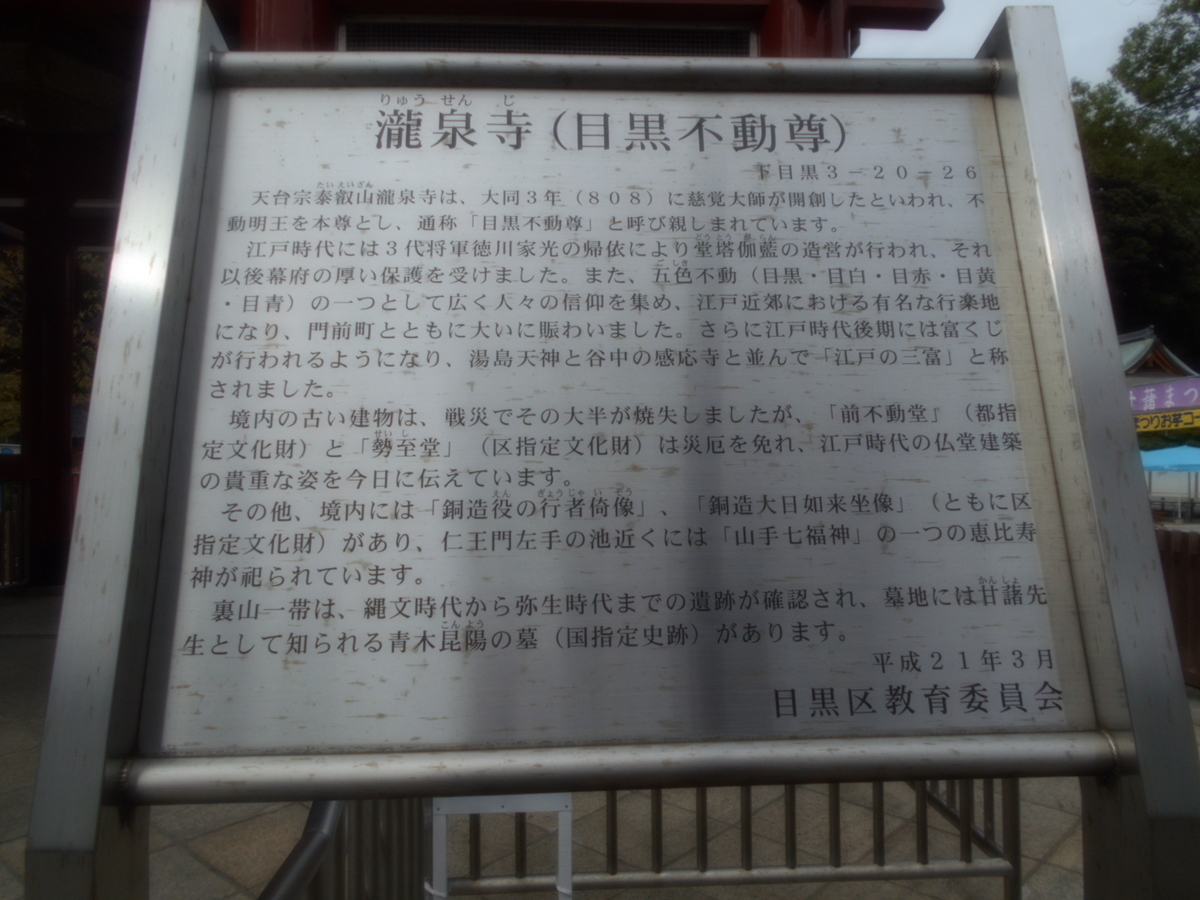 りゅう せん じ
瀧泉寺(目黒不動尊)
下目黒3-20-26
天台宗泰叡山瀧泉寺は、大同3年(808)に慈覚大師が開創したといわれ、不
動明王を本尊とし、通称「目黒不動尊」と呼び親しまれています。
江戸時代には3代将軍徳川家光の帰依により堂塔伽藍の造営が行われ、それ
以後幕府の厚い保護を受けました。また、五色不動(目黒・目白・目赤・目黄
・目青)の一つとして広く人々の信仰を集め、江戸近郊における有名な行楽地
になり、門前町とともに大いに賑わいました。さらに江戸時代後期には富くじ
が行われるようになり、湯島天神と谷中の感応寺と並んで「江戸の三富」と称
されました。
境内の古い建物は、戦災でその大半が焼失しましたが、「前不動堂」(都指
定文化財)と「勢至堂」(区指定文化財)は災厄を免れ、江戸時代の仏堂建築
の貴重な姿を今日に伝えています。
その他、境内には「銅造役の行者倚像」、「銅造大日如来坐像」(ともに区
指定文化財)があり、仁王門左手の池近くには「山手七福神」の一つの恵比寿
神が祀られています。
裏山一帯は、縄文時代から弥生時代までの遺跡が確認され、墓地には甘藷先
生として知られる青木昆陽の墓(国指定史跡)があります。
平成21年3月
目黒区教育委員会